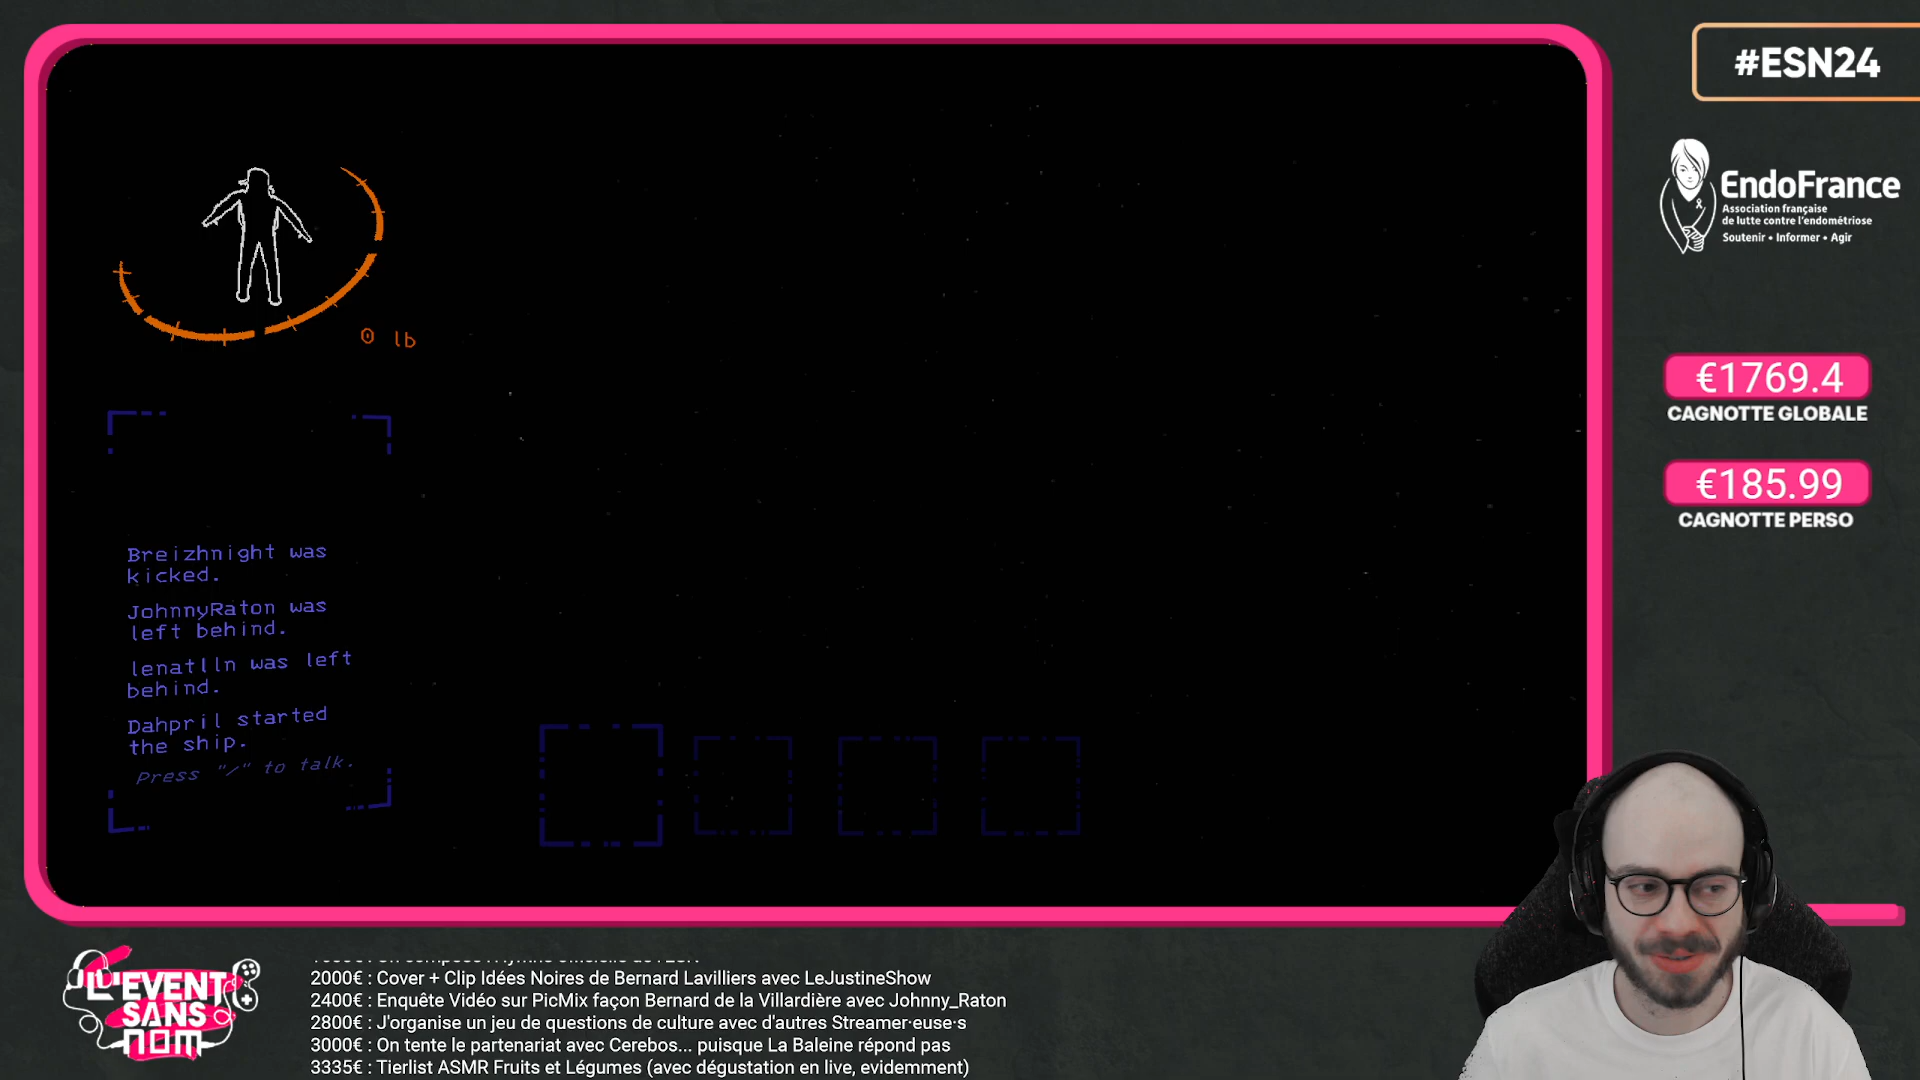 #ESN24
EndoFrance
Association française
de lutte contre l'endométriose
Soutenir • Informer • Agir
0 lb
€1769.4
CAGNOTTE GLOBALE
€185.99
CAGNOTTE PERSO
Breizhnight was
kicked.
JohnnyRaton was
left behind.
lenatlln was left
behind.
Dahpril started
the ship.
Press "/" to talk.
L'EVENT
SANS
NOM
2000€ : Cover + Clip Idées Noires de Bernard Lavilliers avec LeJustineShow
2400€ : Enquête Vidéo sur PicMix façon Bernard de la Villardière avec Johnny_Raton
2800€ : J'organise un jeu de questions de culture avec d'autres Streamer·euse·s
3000€ : On tente le partenariat avec Cerebos... puisque La Baleine répond pas
3335€ : Tierlist ASMR Fruits et Légumes (avec dégustation en live, evidemment)